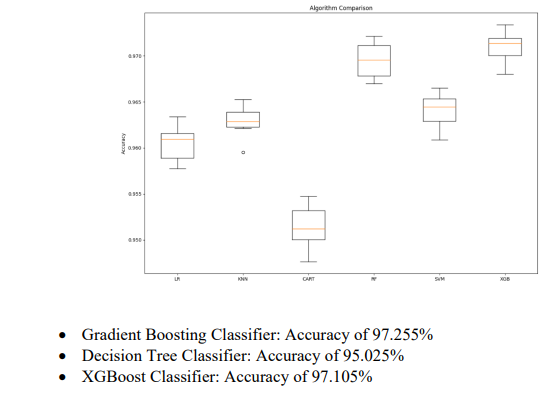 Algorithm Comparison
0.970
0.965
0.960
0.955
0.950
Accuracy
LR KNN CART RF SVM XGB
• Gradient Boosting Classifier: Accuracy of 97.255%
• Decision Tree Classifier: Accuracy of 95.025%
• XGBoost Classifier: Accuracy of 97.105%